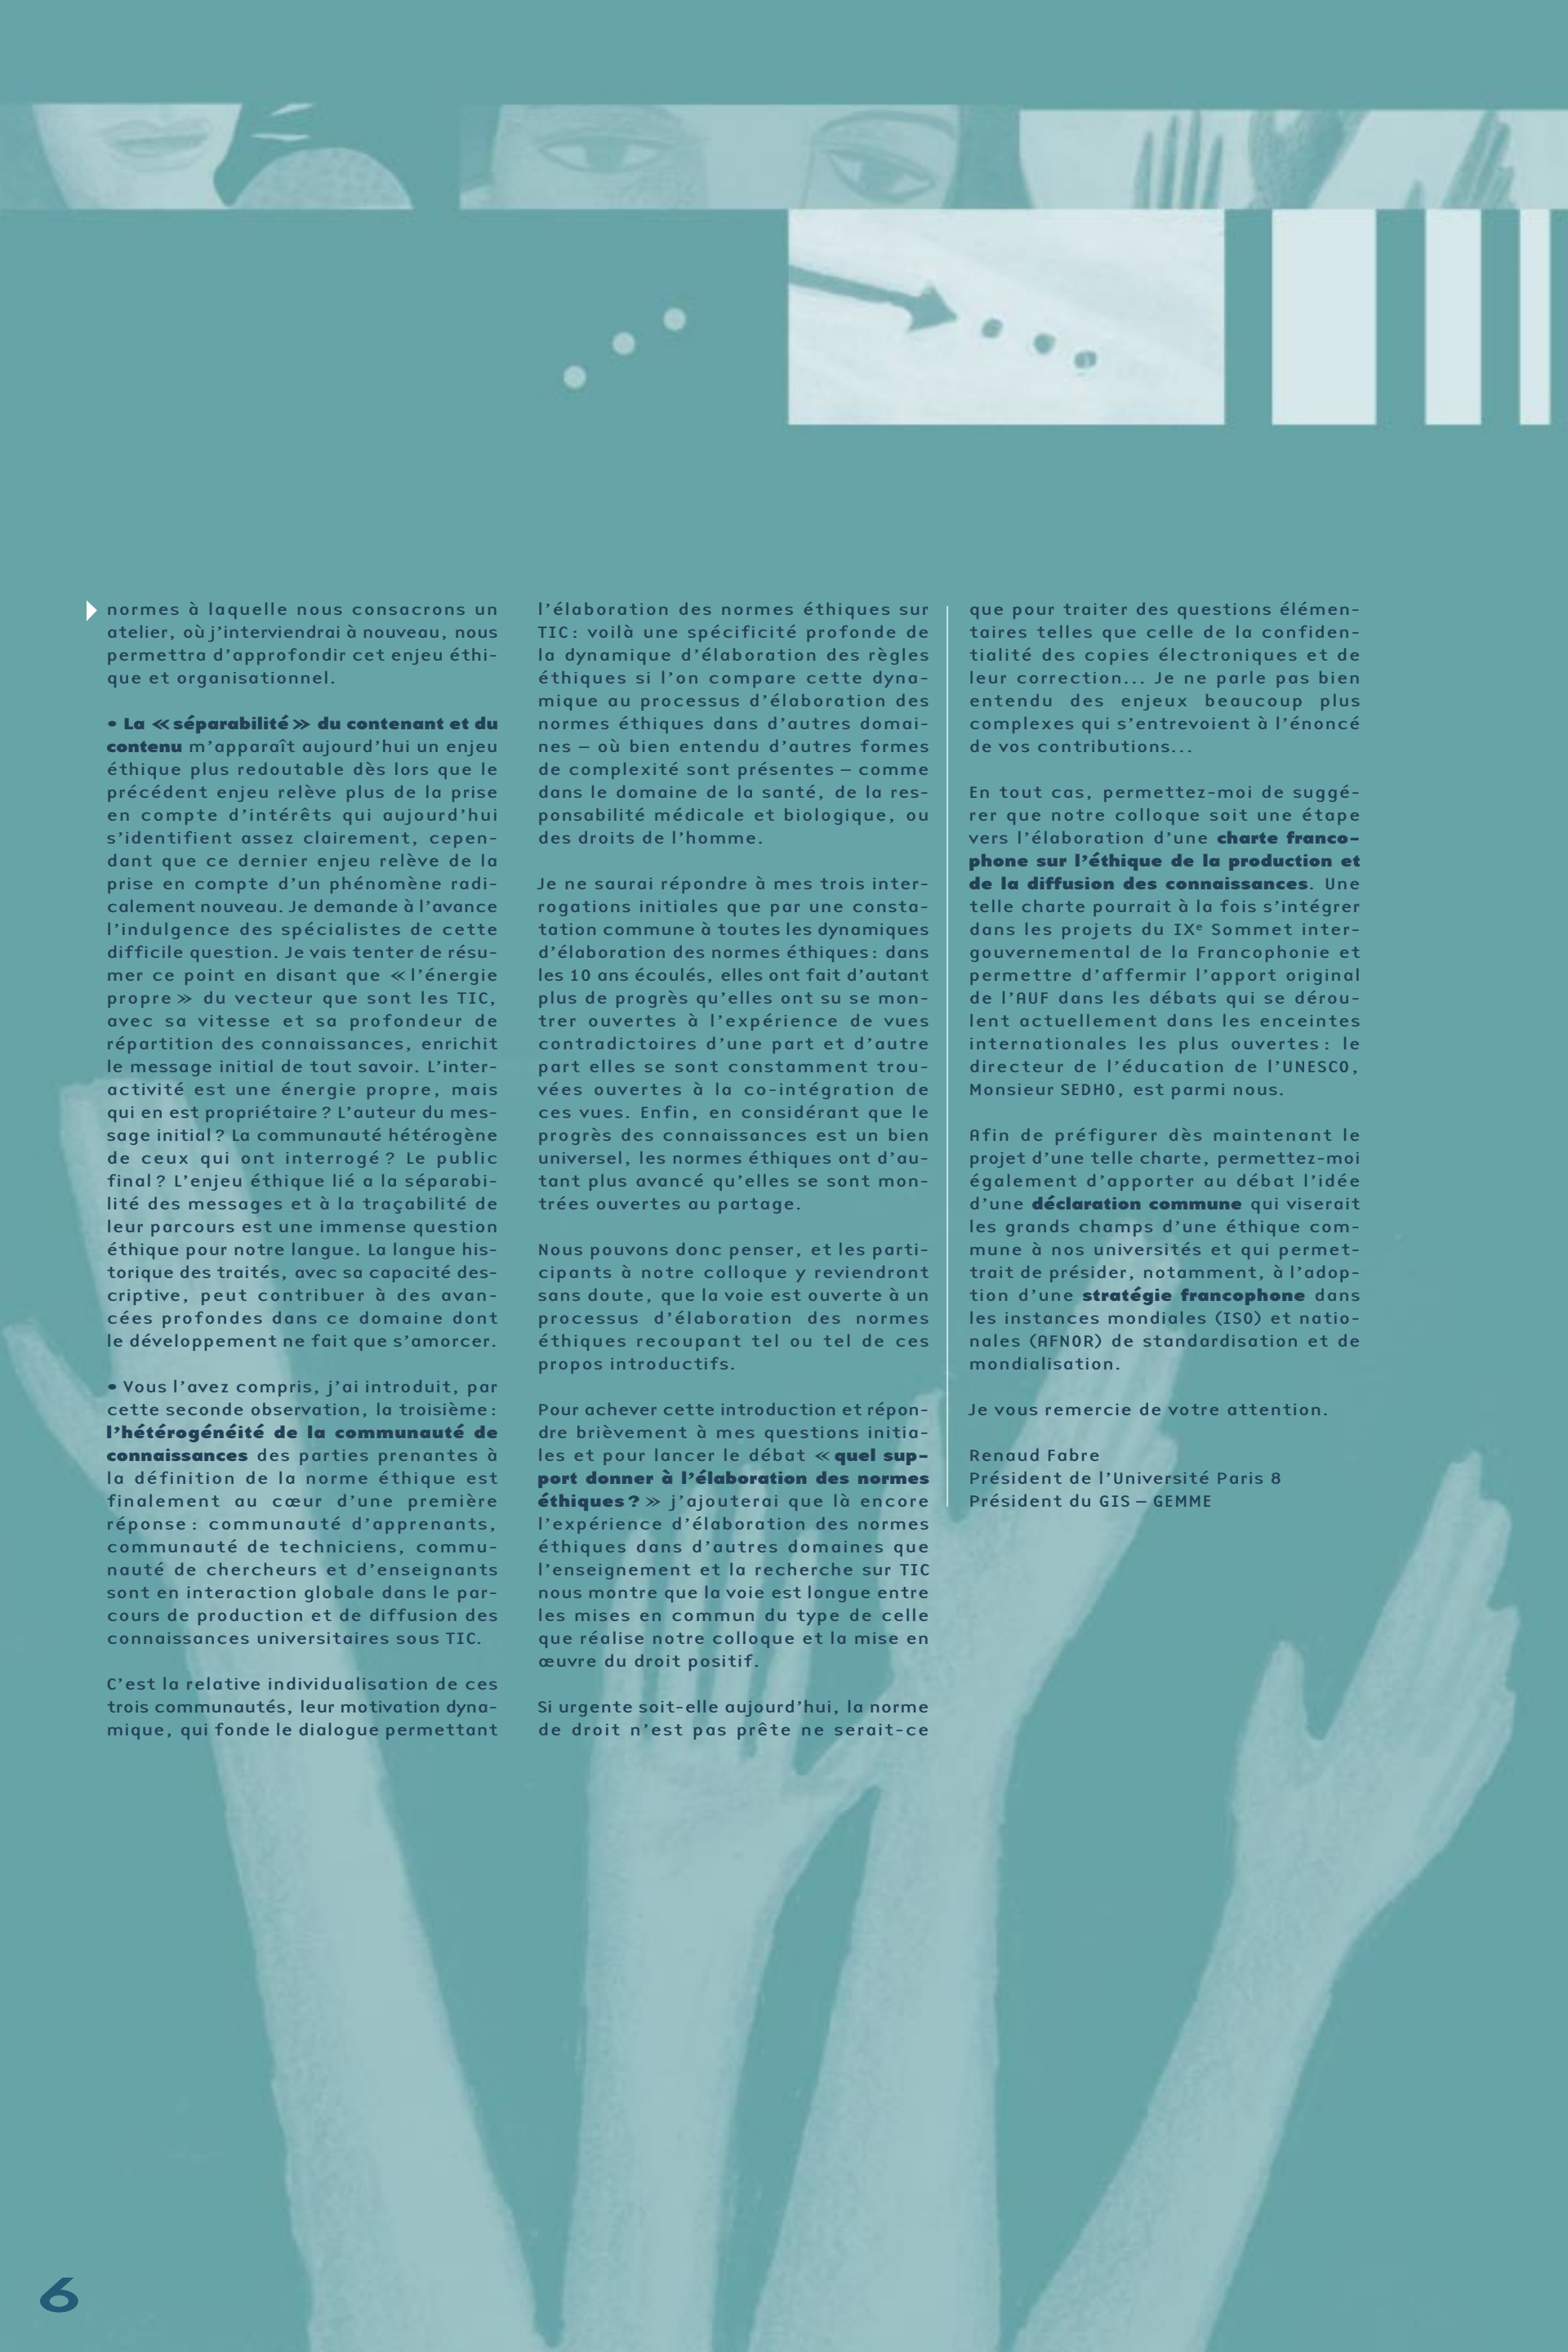 normes à laquelle nous consacrons un
atelier, où j'interviendrai à nouveau, nous
permettra d'approfondir cet enjeu éthi-
que et organisationnel.
• La « séparabilité » du contenant et du
contenu m'apparaît aujourd'hui un enjeu
éthique plus redoutable dès lors que le
précédent enjeu relève plus de la prise
en compte d'intérêts qui aujourd'hui
s'identifient assez clairement, cepen-
dant que ce dernier enjeu relève de la
prise en compte d'un phénomène radi-
calement nouveau. Je demande à l'avance
l'indulgence des spécialistes de cette
difficile question. Je vais tenter de résu-
mer ce point en disant que « l'énergie
propre » du vecteur que sont les TIC,
avec sa vitesse et sa profondeur de
répartition des connaissances, enrichit
le message initial de tout savoir. L'inter-
activité est une énergie propre, mais
qui en est propriétaire ? L'auteur du mes-
sage initial ? La communauté hétérogène
de ceux qui ont interrogé ? Le public
final ? L'enjeu éthique lié a la séparabi-
lité des messages et à la traçabilité de
leur parcours est une immense question
éthique pour notre langue. La langue his-
torique des traités, avec sa capacité des-
criptive, peut contribuer à des avan-
cées profondes dans ce domaine dont
le développement ne fait que s'amorcer.
• Vous l'avez compris, j'ai introduit, par
cette seconde observation, la troisième :
l'hétérogénéité de la communauté de
connaissances des parties prenantes à
la définition de la norme éthique est
finalement au cœur d'une première
réponse : communauté d'apprenants,
communauté de techniciens, commu-
nauté de chercheurs et d'enseignants
sont en interaction globale dans le par-
cours de production et de diffusion des
connaissances universitaires sous TIC.
C'est la relative individualisation de ces
trois communautés, leur motivation dyna-
mique, qui fonde le dialogue permettant
l'élaboration des normes éthiques sur
TIC : voilà une spécificité profonde de
la dynamique d'élaboration des règles
éthiques si l'on compare cette dyna-
mique au processus d'élaboration des
normes éthiques dans d'autres domai-
nes – où bien entendu d'autres formes
de complexité sont présentes – comme
dans le domaine de la santé, de la res-
ponsabilité médicale et biologique, ou
des droits de l'homme.
Je ne saurai répondre à mes trois inter-
rogations initiales que par une consta-
tation commune à toutes les dynamiques
d'élaboration des normes éthiques : dans
les 10 ans écoulés, elles ont fait d'autant
plus de progrès qu'elles ont su se mon-
trer ouvertes à l'expérience de vues
contradictoires d'une part et d'autre
part elles se sont constamment trou-
vées ouvertes à la co-intégration de
ces vues. Enfin, en considérant que le
progrès des connaissances est un bien
universel, les normes éthiques ont d'au-
tant plus avancé qu'elles se sont mon-
trées ouvertes au partage.
Nous pouvons donc penser, et les parti-
cipants à notre colloque y reviendront
sans doute, que la voie est ouverte à un
processus d'élaboration des normes
éthiques recoupant tel ou tel de ces
propos introductifs.
Pour achever cette introduction et répon-
dre brièvement à mes questions initia-
les et pour lancer le débat « quel sup-
port donner à l'élaboration des normes
éthiques ? » j'ajouterai que là encore
l'expérience d'élaboration des normes
éthiques dans d'autres domaines que
l'enseignement et la recherche sur TIC
nous montre que la voie est longue entre
les mises en commun du type de celle
que réalise notre colloque et la mise en
œuvre du droit positif.
Si urgente soit-elle aujourd'hui, la norme
de droit n'est pas prête ne serait-ce
que pour traiter des questions élémen-
taires telles que celle de la confiden-
tialité des copies électroniques et de
leur correction... Je ne parle pas bien
entendu des enjeux beaucoup plus
complexes qui s'entrevoient à l'énoncé
de vos contributions...
En tout cas, permettez-moi de suggé-
rer que notre colloque soit une étape
vers l'élaboration d'une charte franco-
phone sur l'éthique de la production et
de la diffusion des connaissances. Une
telle charte pourrait à la fois s'intégrer
dans les projets du IXe Sommet inter-
gouvernemental de la Francophonie et
permettre d'affermir l'apport original
de l'AUF dans les débats qui se dérou-
lent actuellement dans les enceintes
internationales les plus ouvertes : le
directeur de l'éducation de l'UNESCO,
Monsieur SEDHO, est parmi nous.
Afin de préfigurer dès maintenant le
projet d'une telle charte, permettez-moi
également d'apporter au débat l'idée
d'une déclaration commune qui viserait
les grands champs d'une éthique com-
mune à nos universités et qui permet-
trait de présider, notamment, à l'adop-
tion d'une stratégie francophone dans
les instances mondiales (ISO) et natio-
nales (AFNOR) de standardisation et de
mondialisation.
Je vous remercie de votre attention.
Renaud Fabre
Président de l'Université Paris 8
Président du GIS – GEMME
6